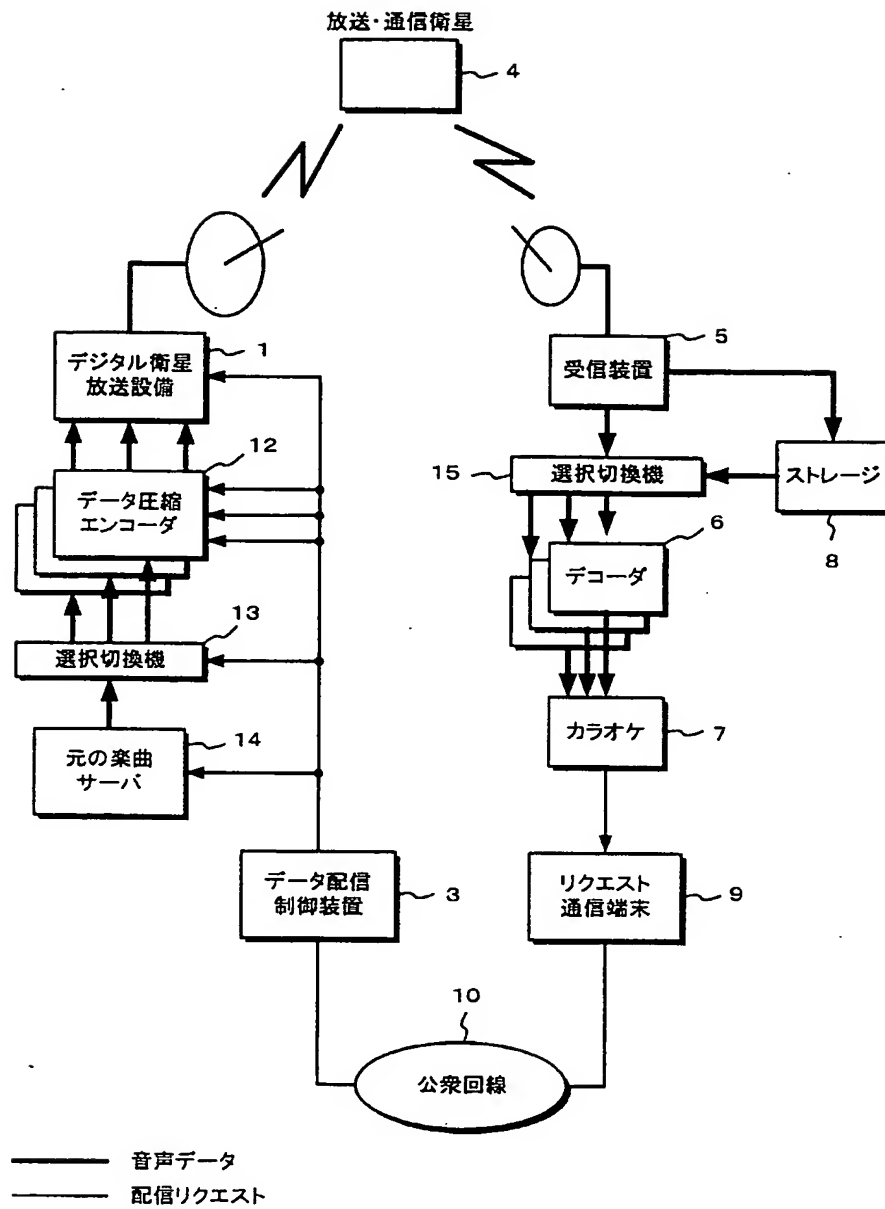 放送・通信衛星
4
1
デジタル衛星
放送設備
12
データ圧縮
エンコーダ
13
選択切換機
14
元の楽曲
サーバ
データ配信
制御装置
3
5
受信装置
15
選択切換機
ストレージ
8
6
デコーダ
カラオケ
7
リクエスト
通信端末
9
10
公衆回線
音声データ
配信リクエスト